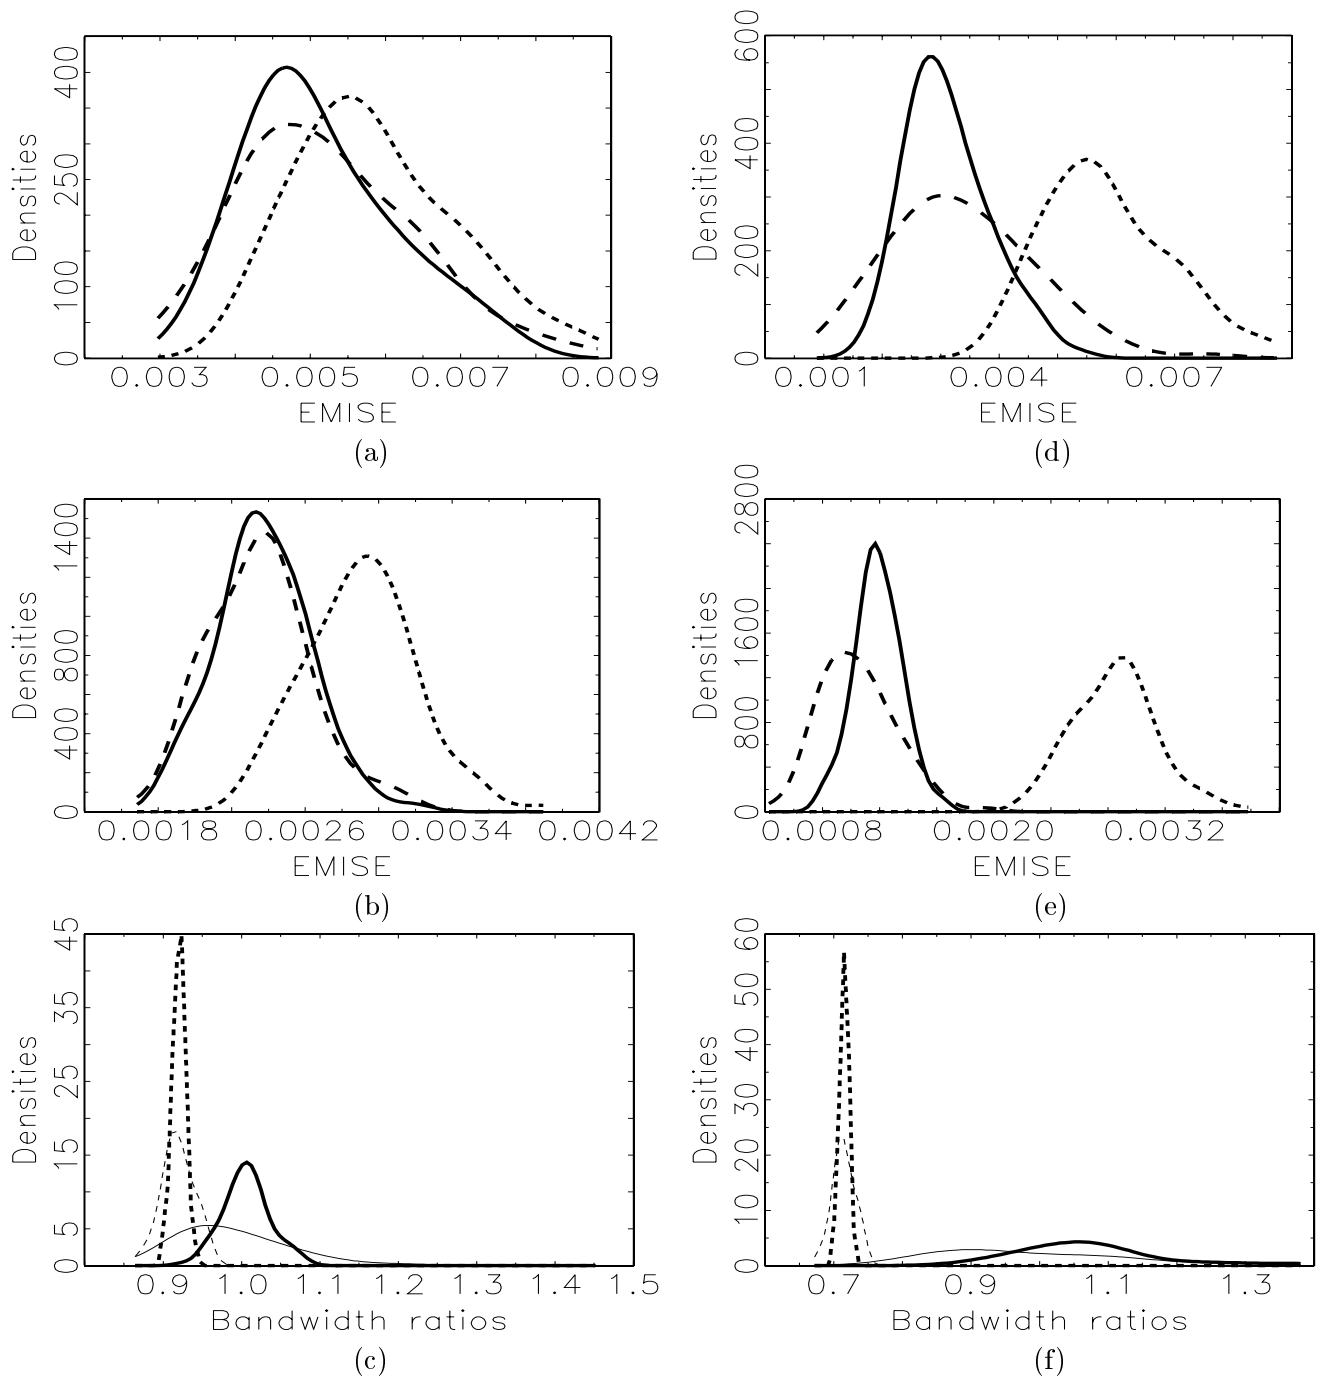 Densities
0 100 250 400
0.003 0.005 0.007 0.009
EMISE
(a)
Densities
0 200 400 600
0.001 0.004 0.007
EMISE
(d)
Densities
0 400 800 1400
0.0018 0.0026 0.0034 0.0042
EMISE
(b)
Densities
0 800 1600 2800
0.0008 0.0020 0.0032
EMISE
(e)
Densities
0 5 15 25 35 45
0.9 1.0 1.1 1.2 1.3 1.4 1.5
Bandwidth ratios
(c)
Densities
0 10 20 30 40 50 60
0.7 0.9 1.1 1.3
Bandwidth ratios
(f)